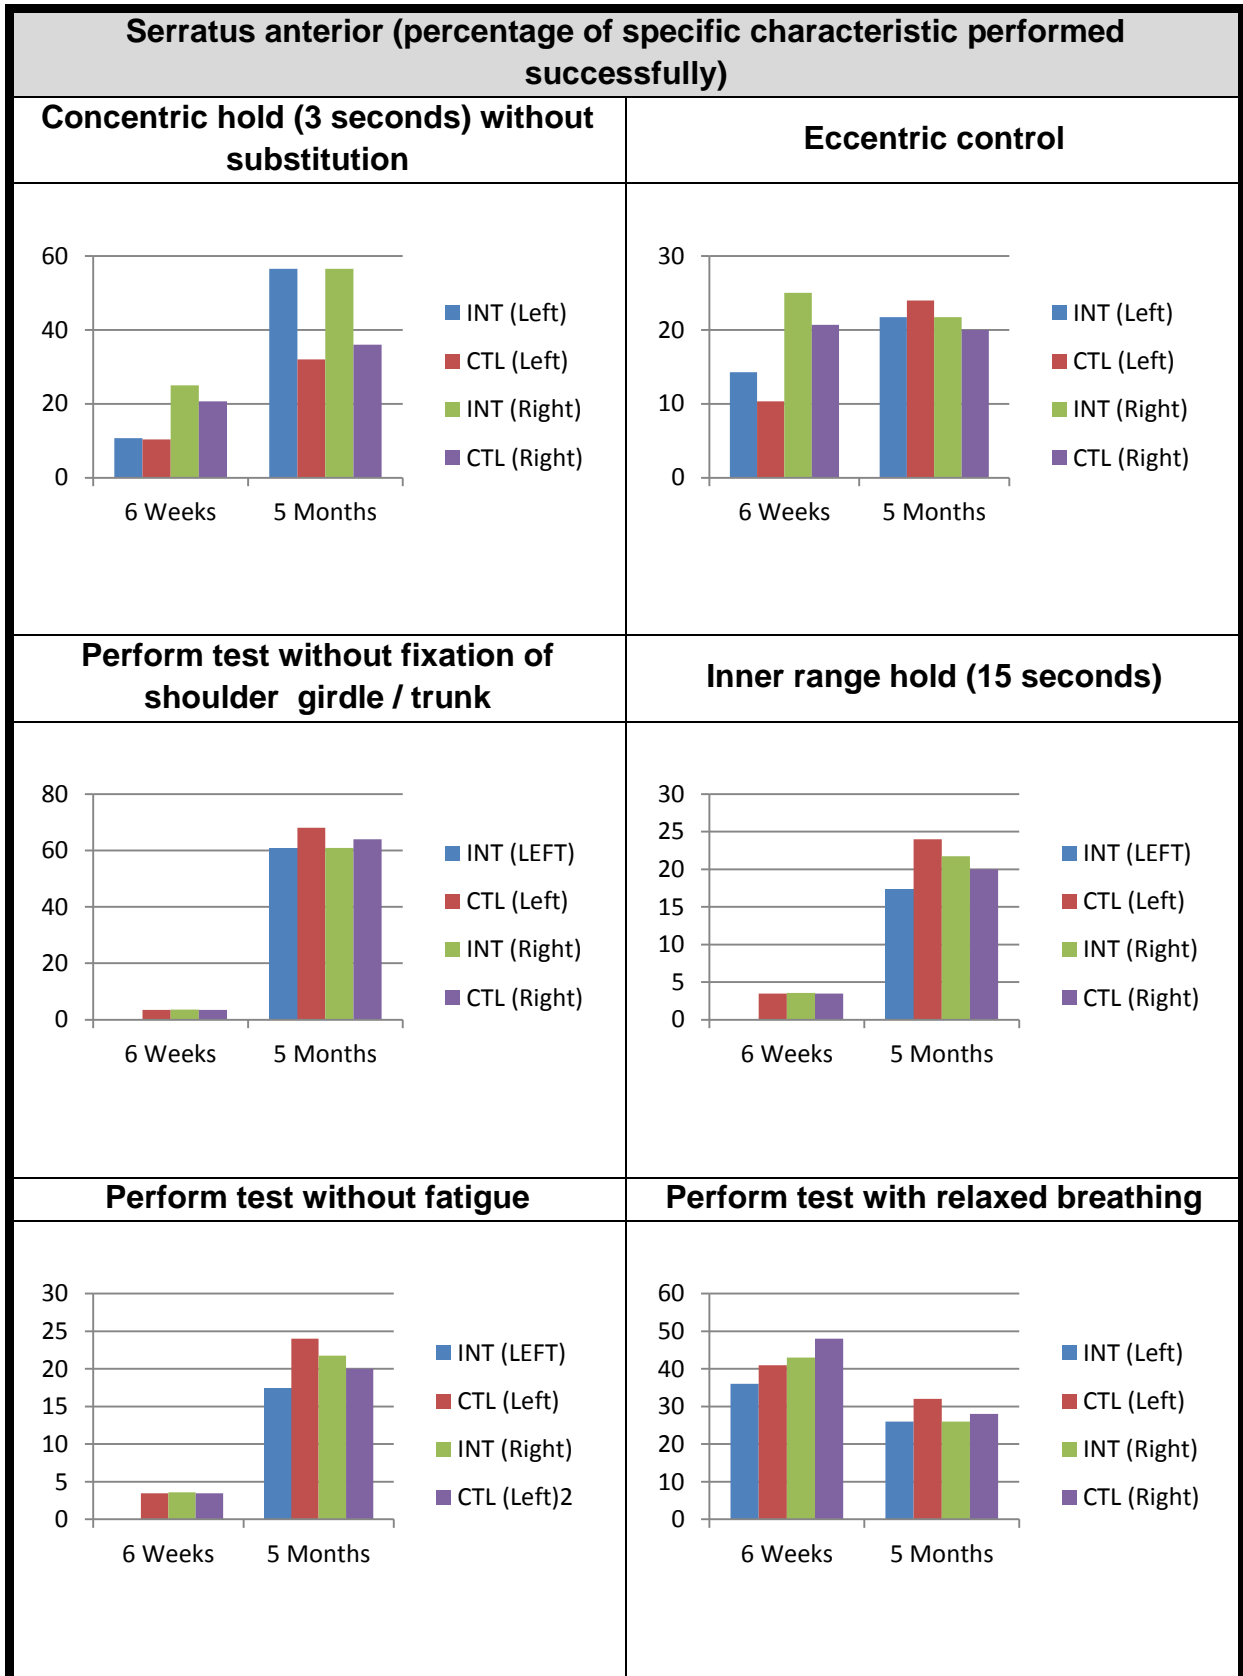 Serratus anterior (percentage of specific characteristic performed
successfully)
Concentric hold (3 seconds) without
substitution
Eccentric control
60
40
20
0
6 Weeks
5 Months
INT (Left)
CTL (Left)
INT (Right)
CTL (Right)
30
20
10
0
6 Weeks
5 Months
INT (Left)
CTL (Left)
INT (Right)
CTL (Right)
Perform test without fixation of
shoulder girdle / trunk
Inner range hold (15 seconds)
80
60
40
20
0
6 Weeks
5 Months
INT (LEFT)
CTL (Left)
INT (Right)
CTL (Right)
30
25
20
15
10
5
0
6 Weeks
5 Months
INT (LEFT)
CTL (Left)
INT (Right)
CTL (Right)
Perform test without fatigue
Perform test with relaxed breathing
30
25
20
15
10
5
0
6 Weeks
5 Months
INT (LEFT)
CTL (Left)
INT (Right)
CTL (Left)2
60
50
40
30
20
10
0
6 Weeks
5 Months
INT (Left)
CTL (Left)
INT (Right)
CTL (Right)